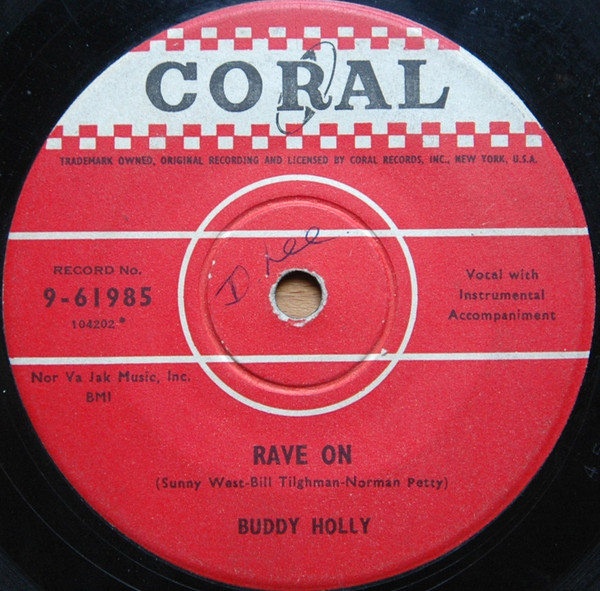 CORAL
TRADEMARK OWNED, ORIGINAL RECORDING AND LICENSED BY CORAL RECORDS, INC., NEW YORK, U.S.A.
D Lee
RECORD No.
9-61985
104202*
Vocal with
Instrumental
Accompaniment
Nor Va Jak Music, Inc.
BMI
RAVE ON
(Sunny West-Bill Tilghman-Norman Petty)
BUDDY HOLLY